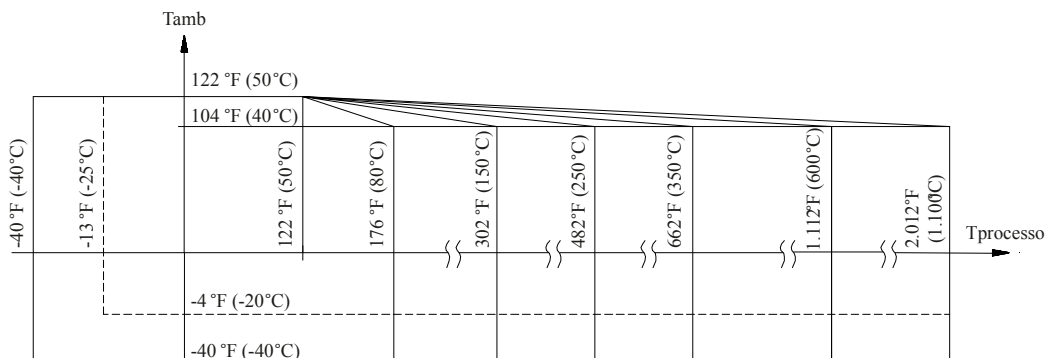 Tamb
122 °F (50°C)
104 °F (40°C)
-40 °F (-40°C)
-13 °F (-25°C)
122 °F (50°C)
176 °F (80°C)
302 °F (150°C)
482°F (250°C)
662°F (350°C)
1.112°F (600°C)
2.012°F
(1.100°C)
Tprocesso
-4 °F (-20°C)
-40 °F (-40°C)